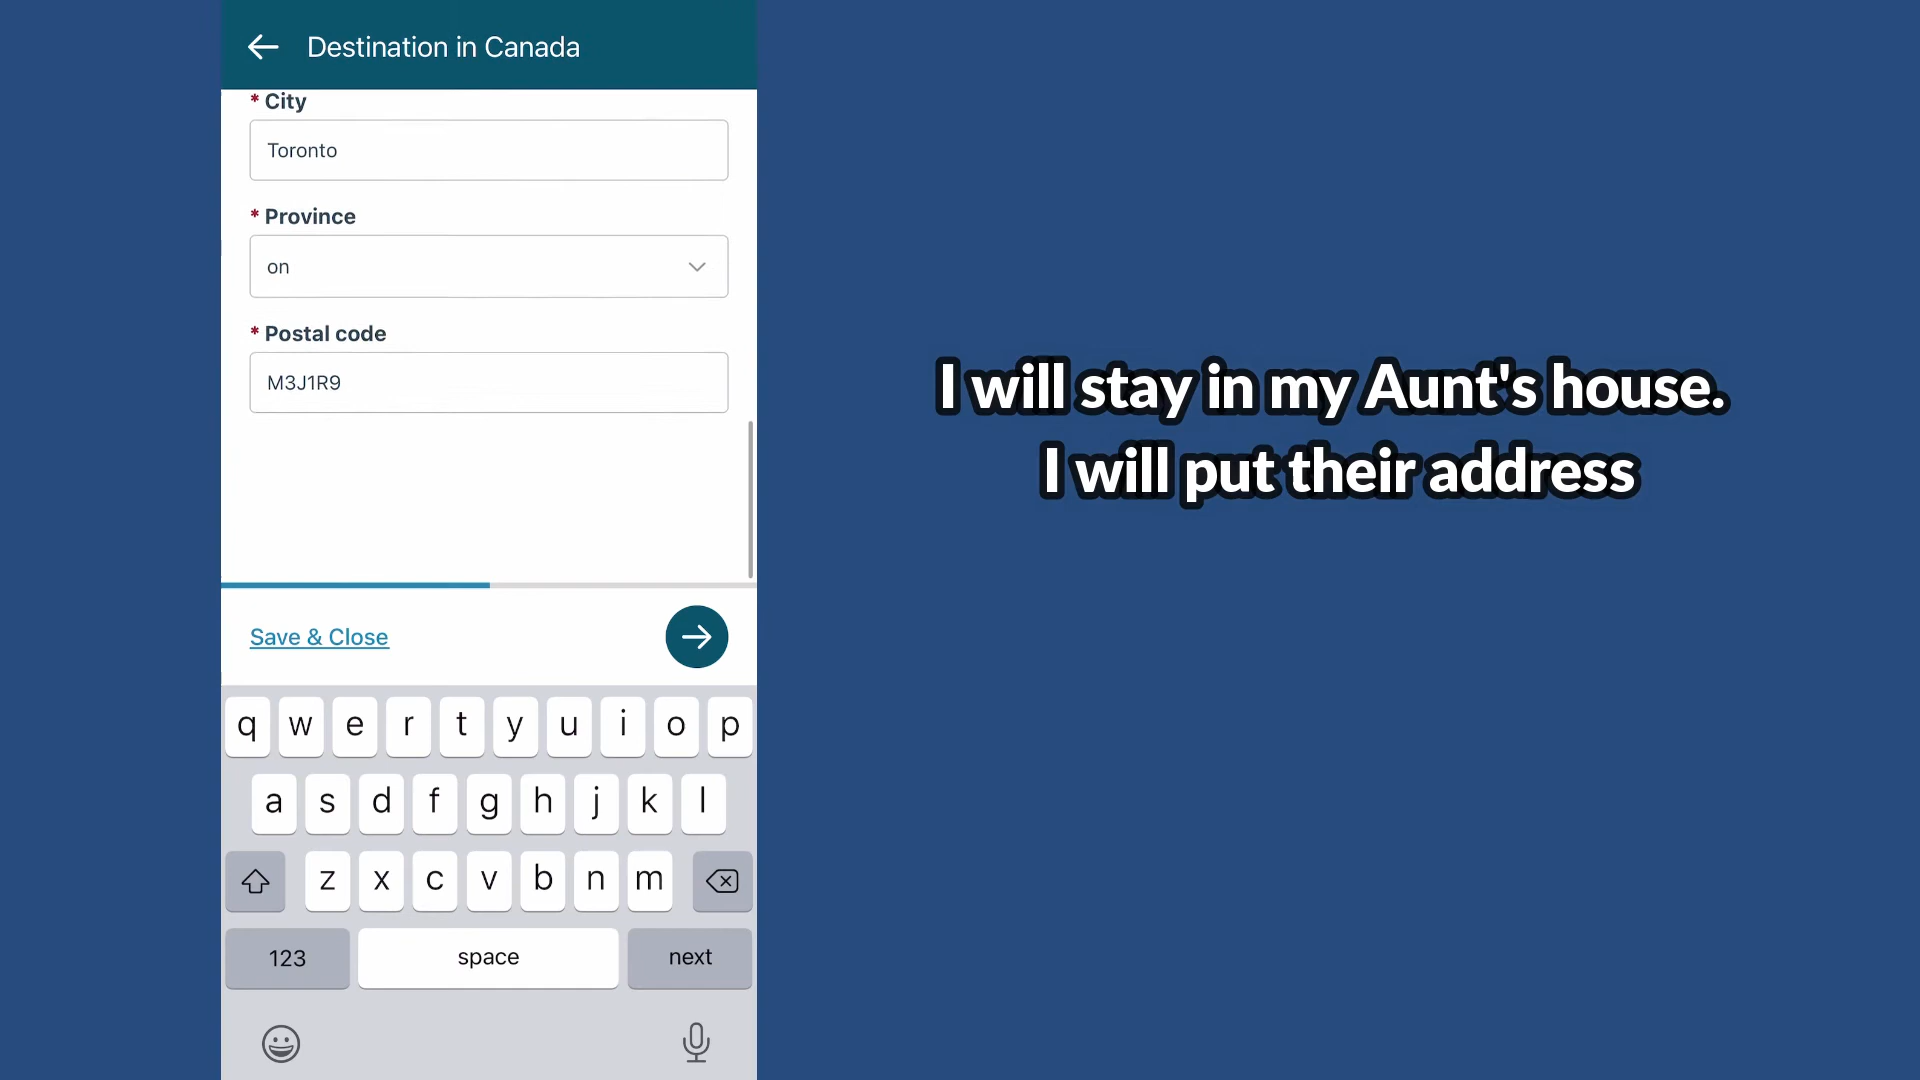 Destination in Canada
* City
Toronto
* Province
on
* Postal code
M3J1R9
Save & Close
q w e r t y u i o p
a s d f g h j k l
z x c v b n m
123 space next
I will stay in my Aunt's house.
I will put their address